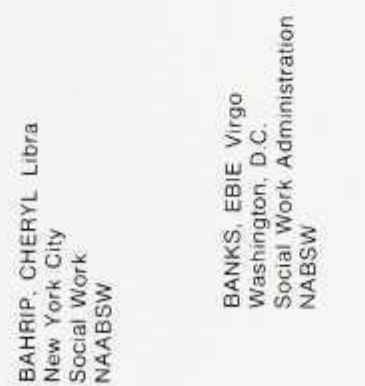 BAHRIP, CHERYL Libra
New York City
Social Work
NAABSW
BANKS, EBIE Virgo
Washington, D.C.
Social Work Administration
NABSW